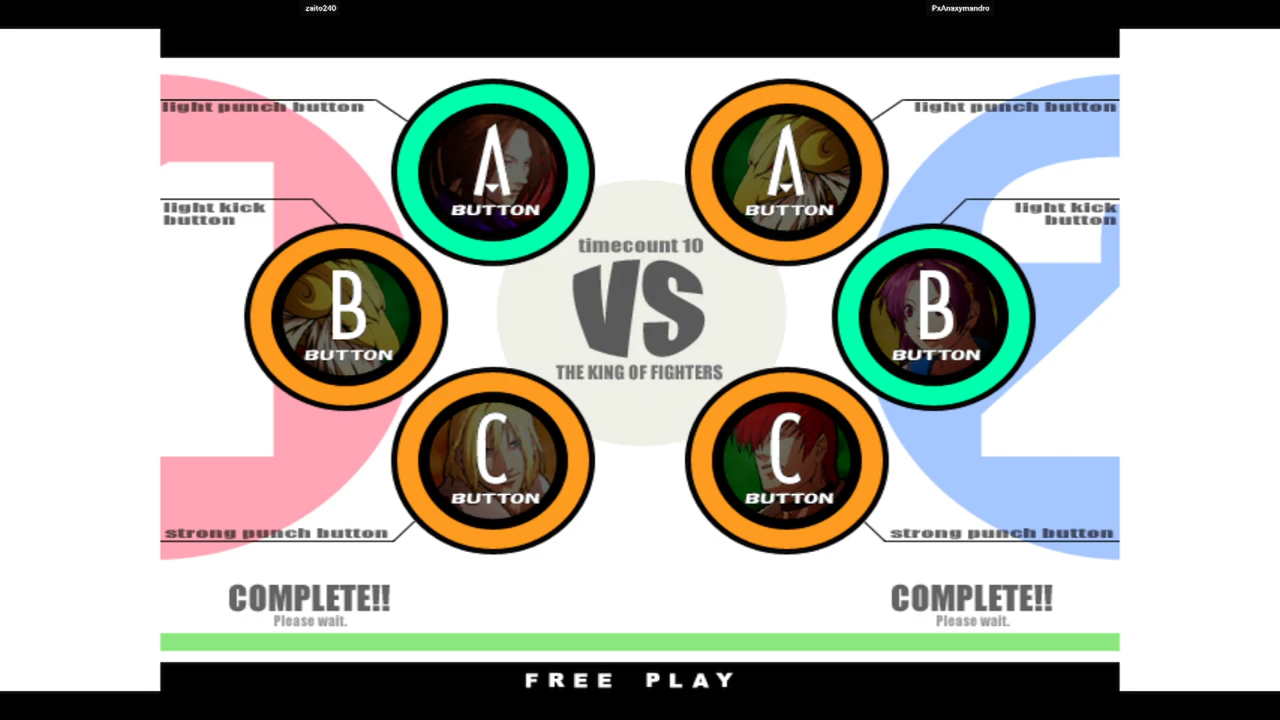 zaito240
PxAnaxymandro
light punch button
light punch button
A
BUTTON
A
BUTTON
light kick
button
light kick
button
timecount 10
VS
THE KING OF FIGHTERS
B
BUTTON
B
BUTTON
C
BUTTON
C
BUTTON
strong punch button
strong punch button
COMPLETE!!
Please wait.
COMPLETE!!
Please wait.
FREE PLAY